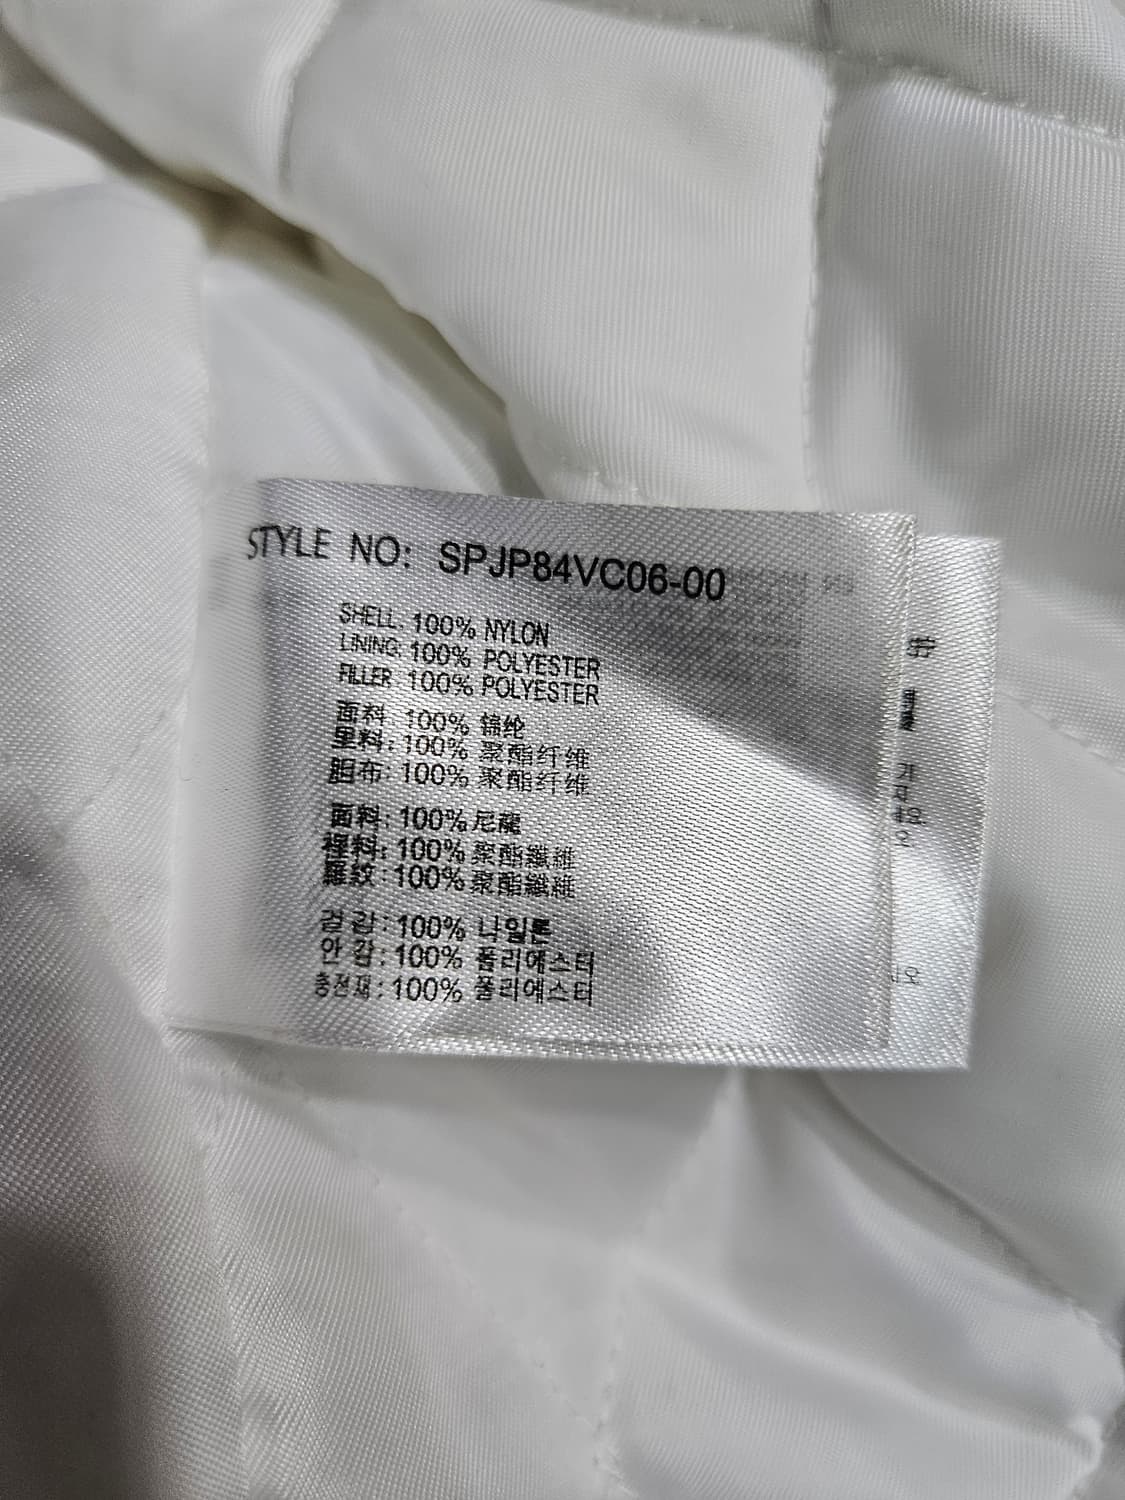 STYLE NO: SPJP84VC06-00
SHELL: 100% NYLON
LINING: 100% POLYESTER
FILLER 100% POLYESTER
面料: 100% 锦纶
里料: 100% 聚酯纤维
胆布: 100% 聚酯纤维
面料: 100% 尼龍
裡料: 100% 聚酯纖維
100% 聚酯纖維
겉감: 100% 나일론
안감: 100% 폴리에스터
충전재: 100% 폴리에스터